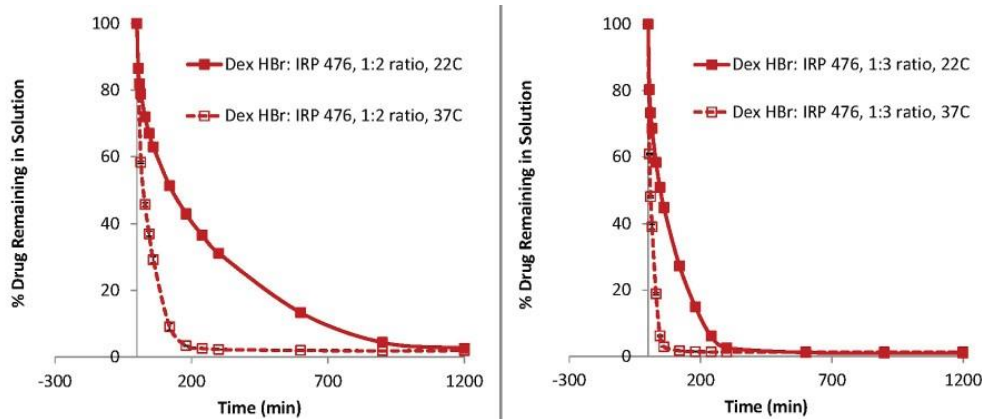 100
80
60
40
20
0
-300
200
700
1200
% Drug Remaining in Solution
Time (min)
Dex HBr: IRP 476, 1:2 ratio, 22C
Dex HBr: IRP 476, 1:2 ratio, 37C
100
80
60
40
20
0
-300
200
700
1200
% Drug Remaining in Solution
Time (min)
Dex HBr: IRP 476, 1:3 ratio, 22C
Dex HBr: IRP 476, 1:3 ratio, 37C